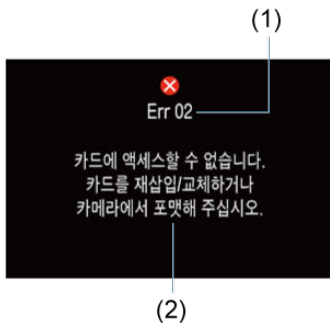 (1)
Err 02
카드에 액세스할 수 없습니다.
카드를 재삽입/교체하거나
카메라에서 포맷해 주십시오.
(2)